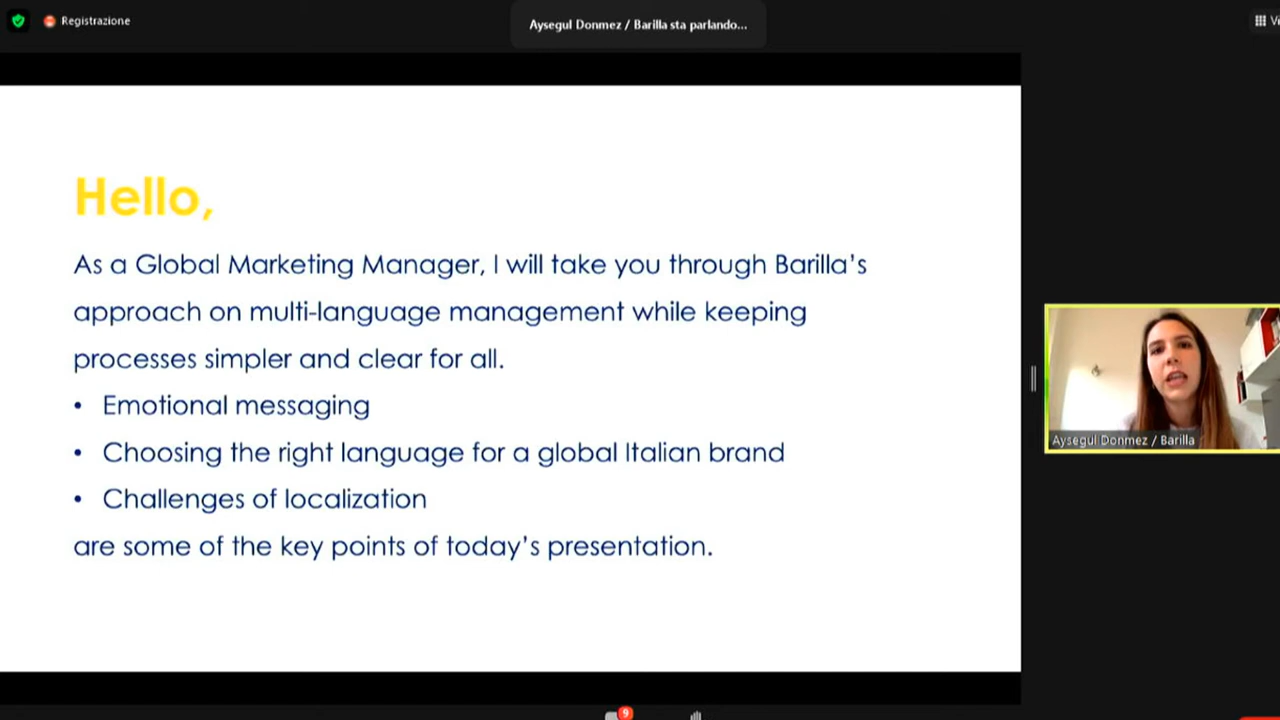 Registrazione
Aysegul Donmez / Barilla sta parlando...
Hello,
As a Global Marketing Manager, I will take you through Barilla’s
approach on multi-language management while keeping
processes simpler and clear for all.
• Emotional messaging
• Choosing the right language for a global Italian brand
• Challenges of localization
are some of the key points of today’s presentation.
Aysegul Donmez / Barilla
9